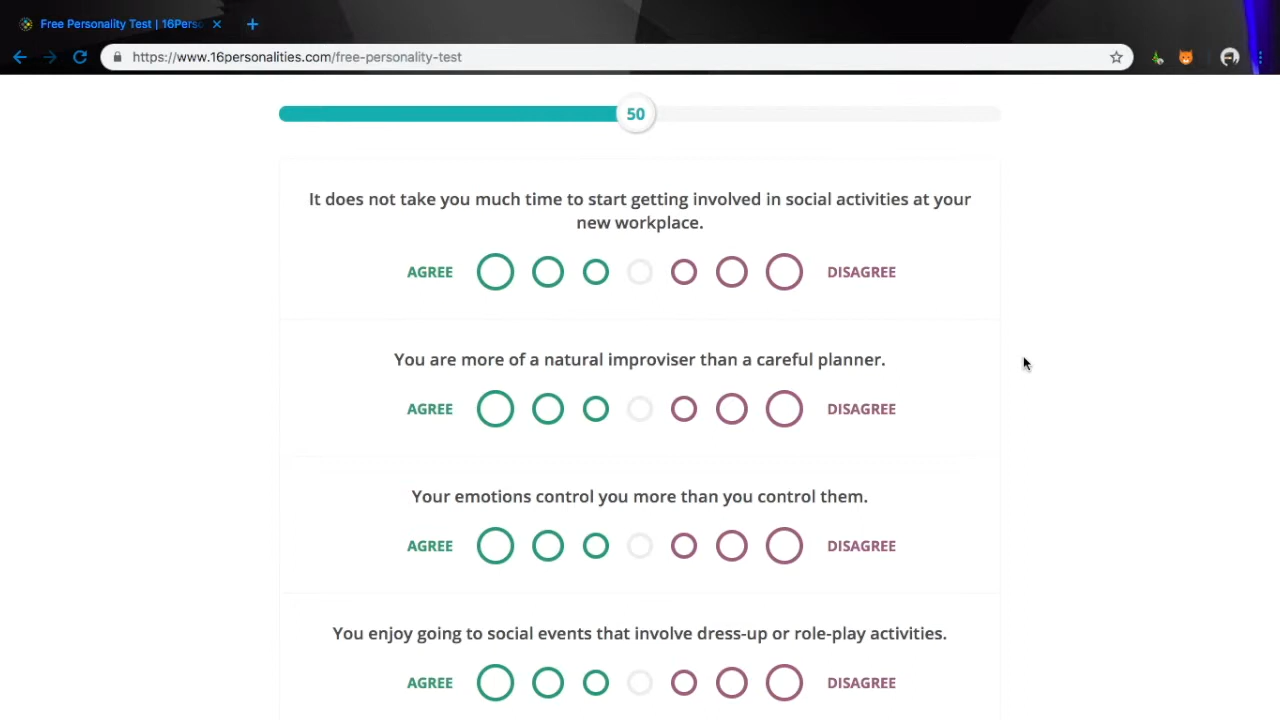 Free Personality Test | 16Perso
https://www.16personalities.com/free-personality-test
50
It does not take you much time to start getting involved in social activities at your
new workplace.
AGREE DISAGREE
You are more of a natural improviser than a careful planner.
AGREE DISAGREE
Your emotions control you more than you control them.
AGREE DISAGREE
You enjoy going to social events that involve dress-up or role-play activities.
AGREE DISAGREE